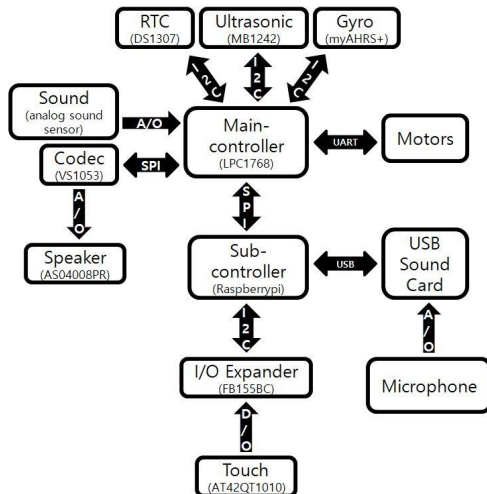 RTC
(DS1307)
Ultrasonic
(MB1242)
Gyro
(myAHRS+)
I2C
I2C
I2C
Sound
(analog sound
sensor)
A/O
Main-
controller
(LPC1768)
UART
Motors
Codec
(VS1053)
SPI
A/O
SPI
Speaker
(AS04008PR)
Sub-
controller
(Raspberrypi)
USB
USB
Sound
Card
I2C
A/O
I/O Expander
(FB155BC)
Microphone
D/O
Touch
(AT42QT1010)